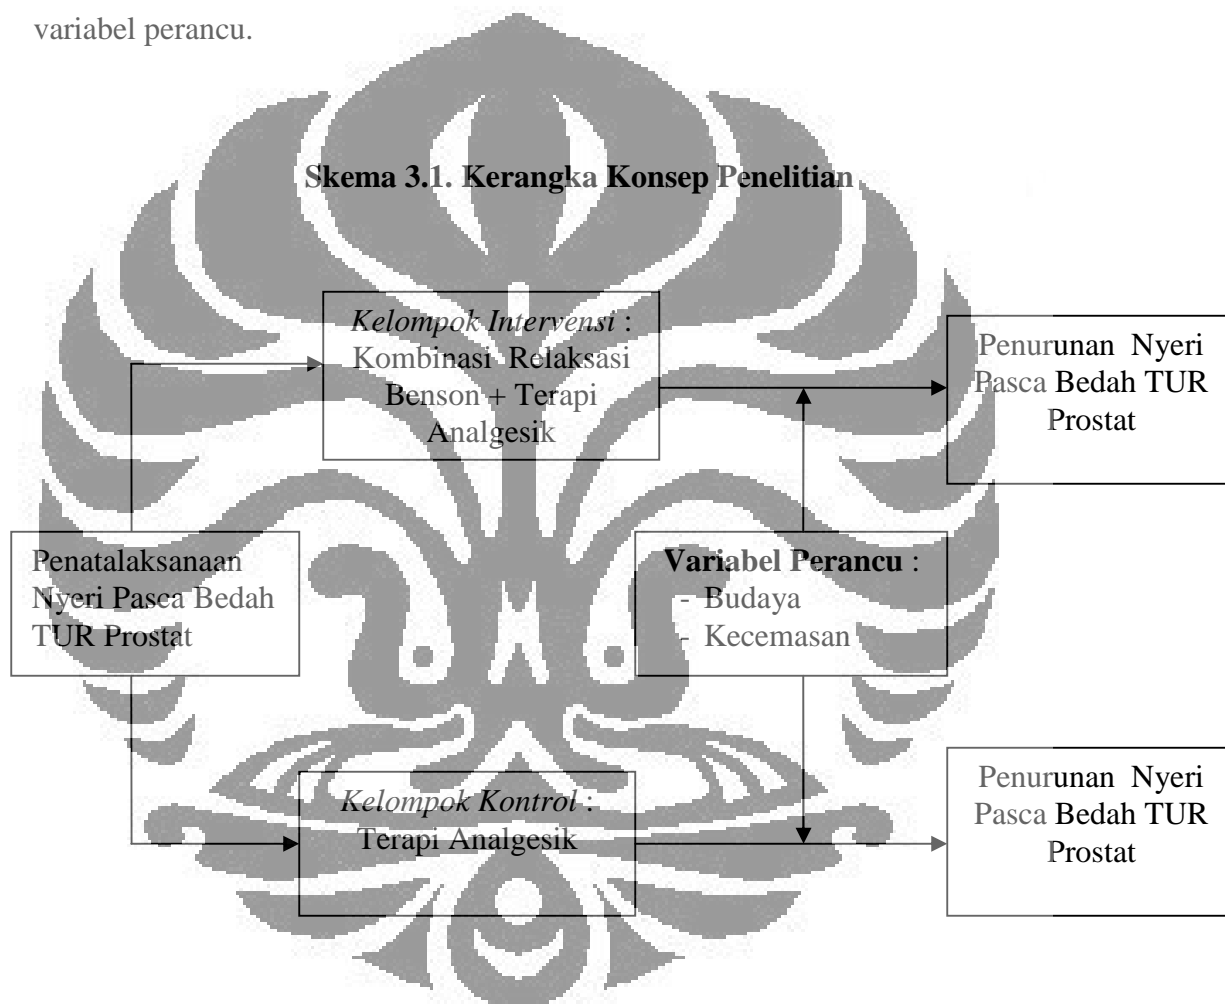 variabel perancu.
Skema 3.1. Kerangka Konsep Penelitian
Kelompok Intervensi :
Kombinasi Relaksasi
Benson + Terapi
Analgesik
Penurunan Nyeri
Pasca Bedah TUR
Prostat
Penatalaksanaan
Nyeri Pasca Bedah
TUR Prostat
Variabel Perancu :
- Budaya
- Kecemasan
Kelompok Kontrol :
Terapi Analgesik
Penurunan Nyeri
Pasca Bedah TUR
Prostat